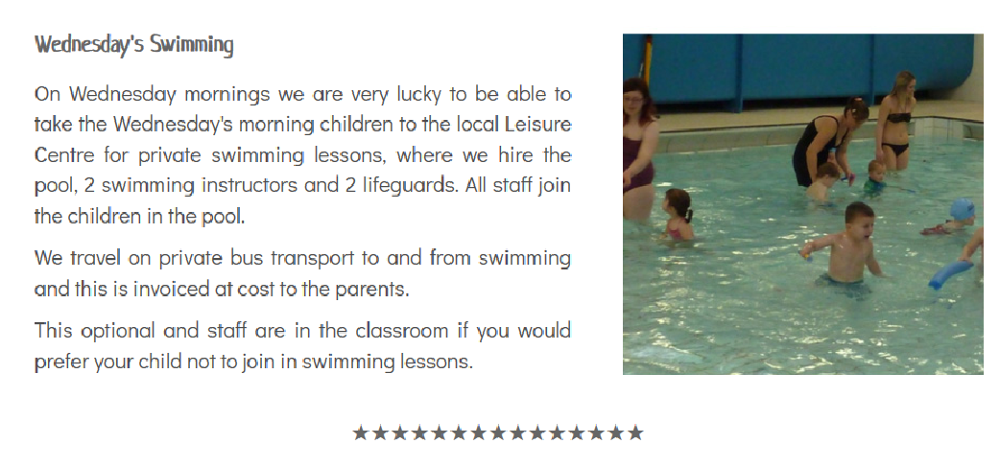 Wednesday's Swimming
On Wednesday mornings we are very lucky to be able to
take the Wednesday's morning children to the local Leisure
Centre for private swimming lessons, where we hire the
pool, 2 swimming instructors and 2 lifeguards. All staff join
the children in the pool.
We travel on private bus transport to and from swimming
and this is invoiced at cost to the parents.
This optional and staff are in the classroom if you would
prefer your child not to join in swimming lessons.
★★★★★★★★★★★★★★★